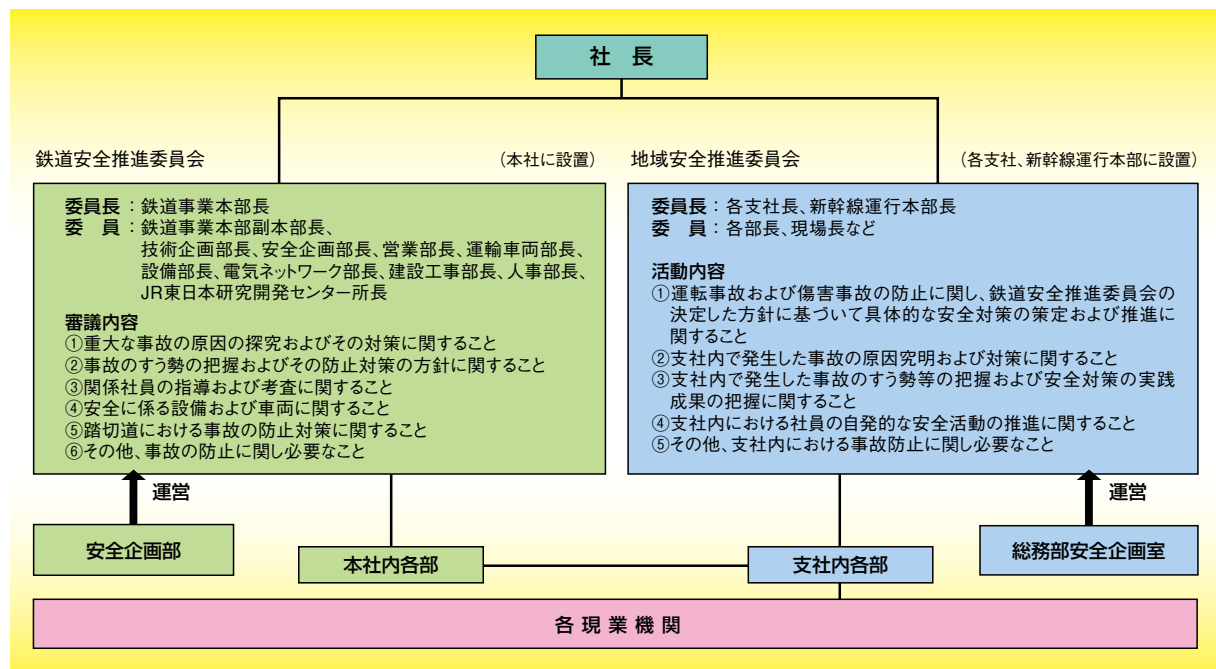 社 長
鉄道安全推進委員会 (本社に設置)
委員長:鉄道事業本部長
委 員:鉄道事業本部副本部長、
技術企画部長、安全企画部長、営業部長、運輸車両部長、
設備部長、電気ネットワーク部長、建設工事部長、人事部長、
JR東日本研究開発センター所長
審議内容
①重大な事故の原因の探究およびその対策に関すること
②事故のすう勢の把握およびその防止対策の方針に関すること
③関係社員の指導および考査に関すること
④安全に係る設備および車両に関すること
⑤踏切道における事故の防止対策に関すること
⑥その他、事故の防止に関し必要なこと
運営
安全企画部
本社内各部
地域安全推進委員会 (各支社、新幹線運行本部に設置)
委員長:各支社長、新幹線運行本部長
委 員:各部長、現場長など
活動内容
①運転事故および傷害事故の防止に関し、鉄道安全推進委員会の
決定した方針に基づいて具体的な安全対策の策定および推進に
関すること
②支社内で発生した事故の原因究明および対策に関すること
③支社内で発生した事故のすう勢等の把握および安全対策の実践
成果の把握に関すること
④支社内における社員の自発的な安全活動の推進に関すること
⑤その他、支社内における事故防止に関し必要なこと
運営
支社内各部
総務部安全企画室
各現業機関